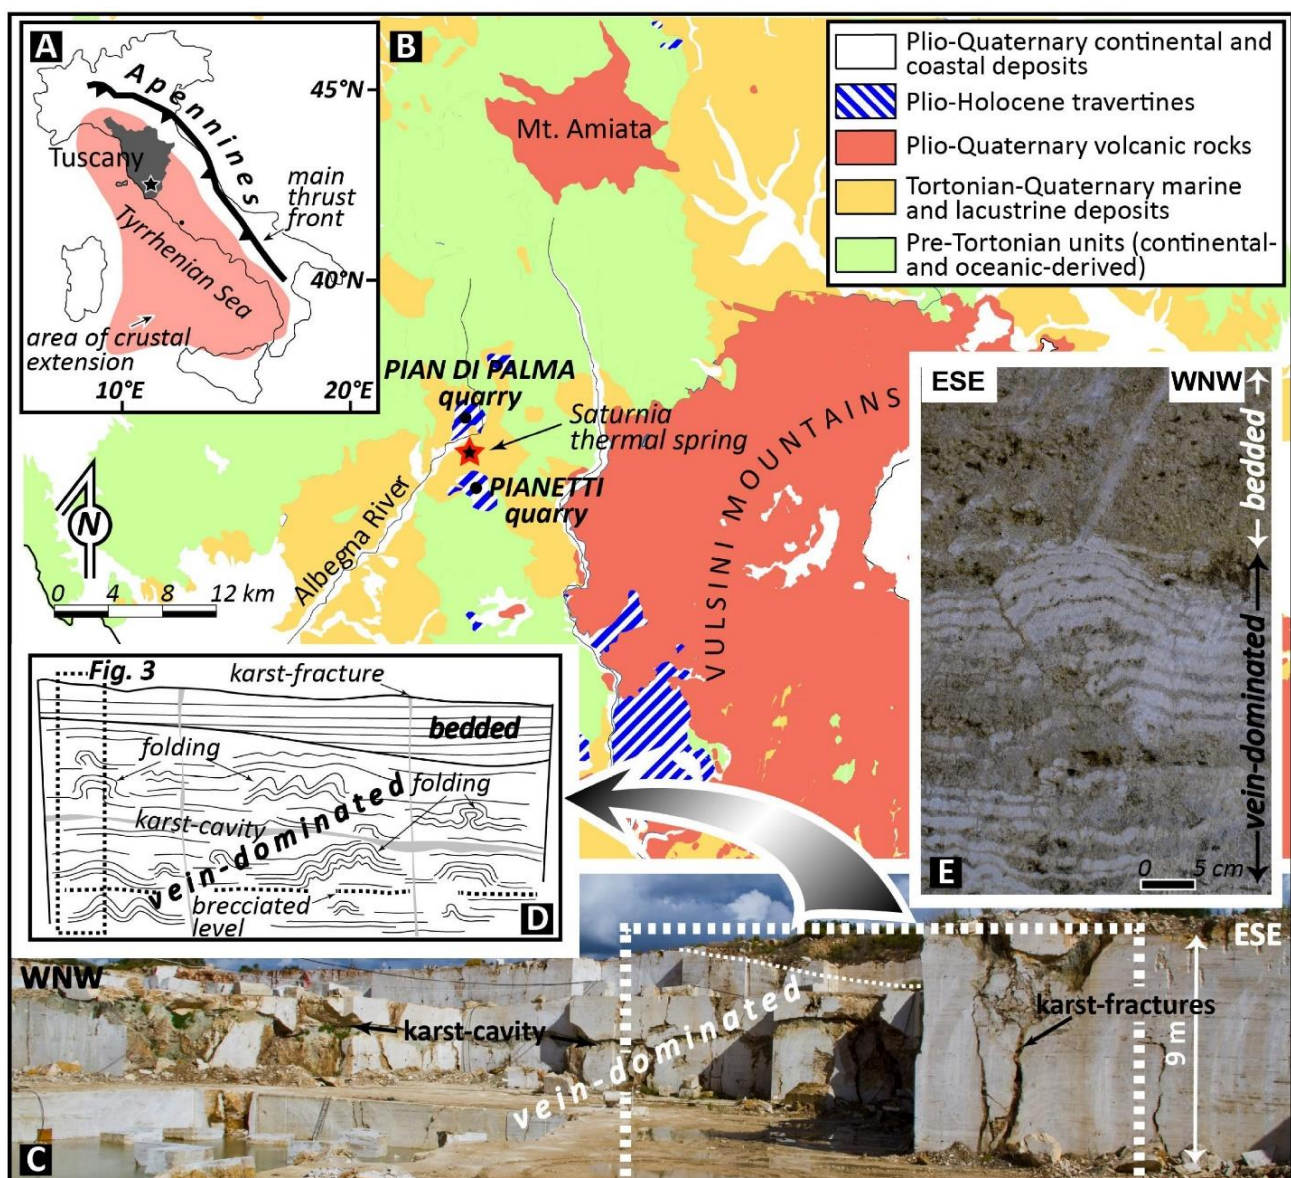 A
Apennines
45°N
Tuscany
main
thrust
front
Tyrrhenian Sea
40°N
area of crustal
extension
10°E
20°E
B
Mt. Amiata
Plio-Quaternary continental and
coastal deposits
Plio-Holocene travertines
Plio-Quaternary volcanic rocks
Tortonian-Quaternary marine
and lacustrine deposits
Pre-Tortonian units (continental-
and oceanic-derived)
PIAN DI PALMA
quarry
Saturnia
thermal spring
PIANETTI
quarry
Albegna River
VULSINI MOUNTAINS
N
0 4 8 12 km
ESE
WNW
bedded
vein-dominated
E
0 5 cm
Fig. 3
karst-fracture
bedded
folding
folding
vein-dominated
karst-cavity
brecciated
level
D
WNW
ESE
karst-cavity
vein-dominated
karst-fractures
9 m
C